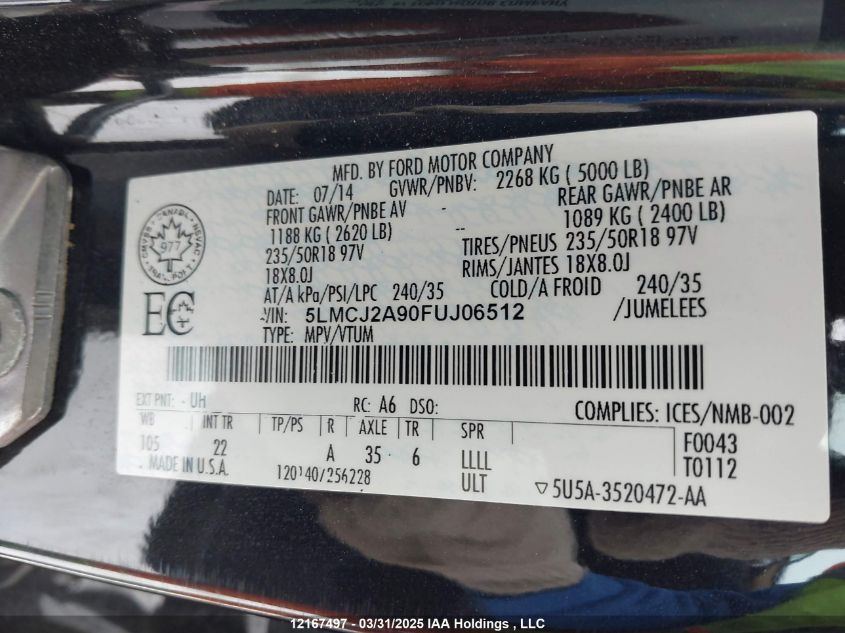 MFD. BY FORD MOTOR COMPANY
DATE: 07/14 GVWR/PNBV: 2268 KG ( 5000 LB)
FRONT GAWR/PNBE AV REAR GAWR/PNBE AR
1188 KG ( 2620 LB) -- 1089 KG ( 2400 LB)
235/50R18 97V TIRES/PNEUS 235/50R18 97V
18X8.0J RIMS/JANTES 18X8.0J
AT/A kPa/PSI/LPC 240/35 COLD/A FROID 240/35
VIN: 5LMCJ2A90FUJ06512 /JUMELEES
TYPE: MPV/VTUM
977
EC
EXT PNT: - UH RC: A6 DSO: COMPLIES: ICES/NMB-002
WB INT TR TP/PS R AXLE TR SPR F0043
105 22 A 35 6 LLLL T0112
MADE IN U.S.A. 120140/256228 ULT 5U5A-3520472-AA
12167497 - 03/31/2025 IAA Holdings , LLC